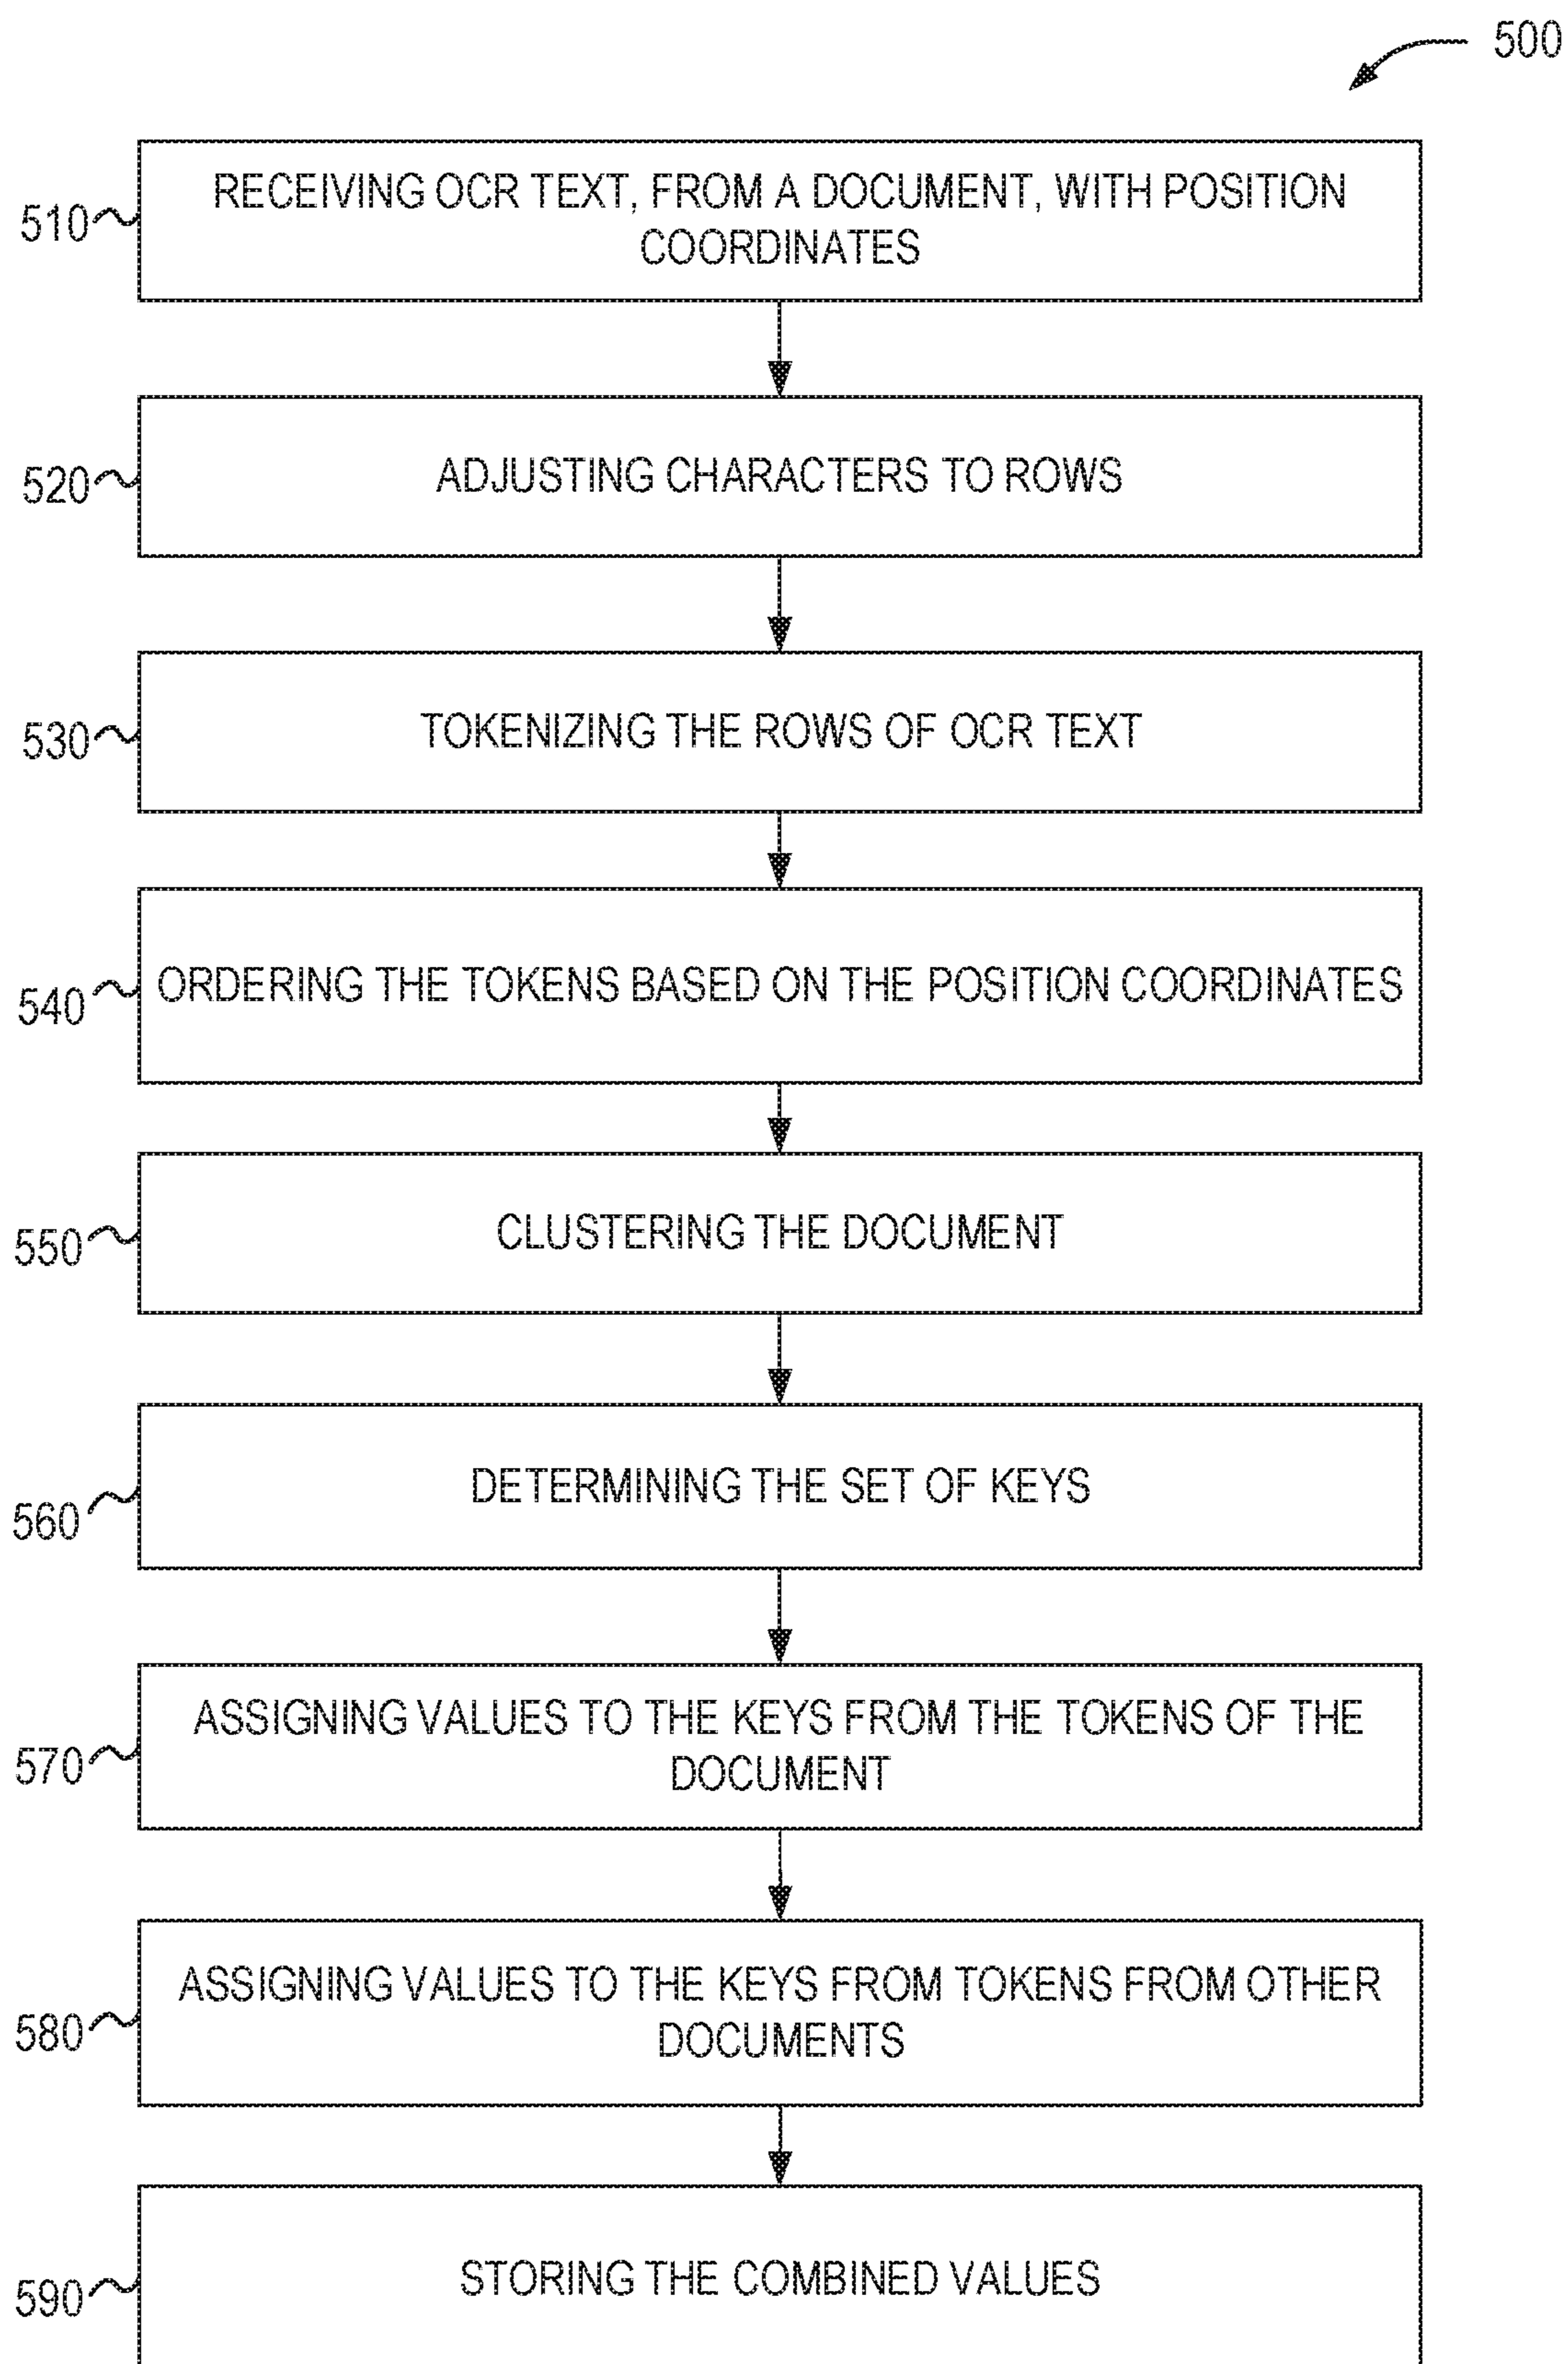 500
510
RECEIVING OCR TEXT, FROM A DOCUMENT, WITH POSITION
COORDINATES
520
ADJUSTING CHARACTERS TO ROWS
530
TOKENIZING THE ROWS OF OCR TEXT
540
ORDERING THE TOKENS BASED ON THE POSITION COORDINATES
550
CLUSTERING THE DOCUMENT
560
DETERMINING THE SET OF KEYS
570
ASSIGNING VALUES TO THE KEYS FROM THE TOKENS OF THE
DOCUMENT
580
ASSIGNING VALUES TO THE KEYS FROM TOKENS FROM OTHER
DOCUMENTS
590
STORING THE COMBINED VALUES